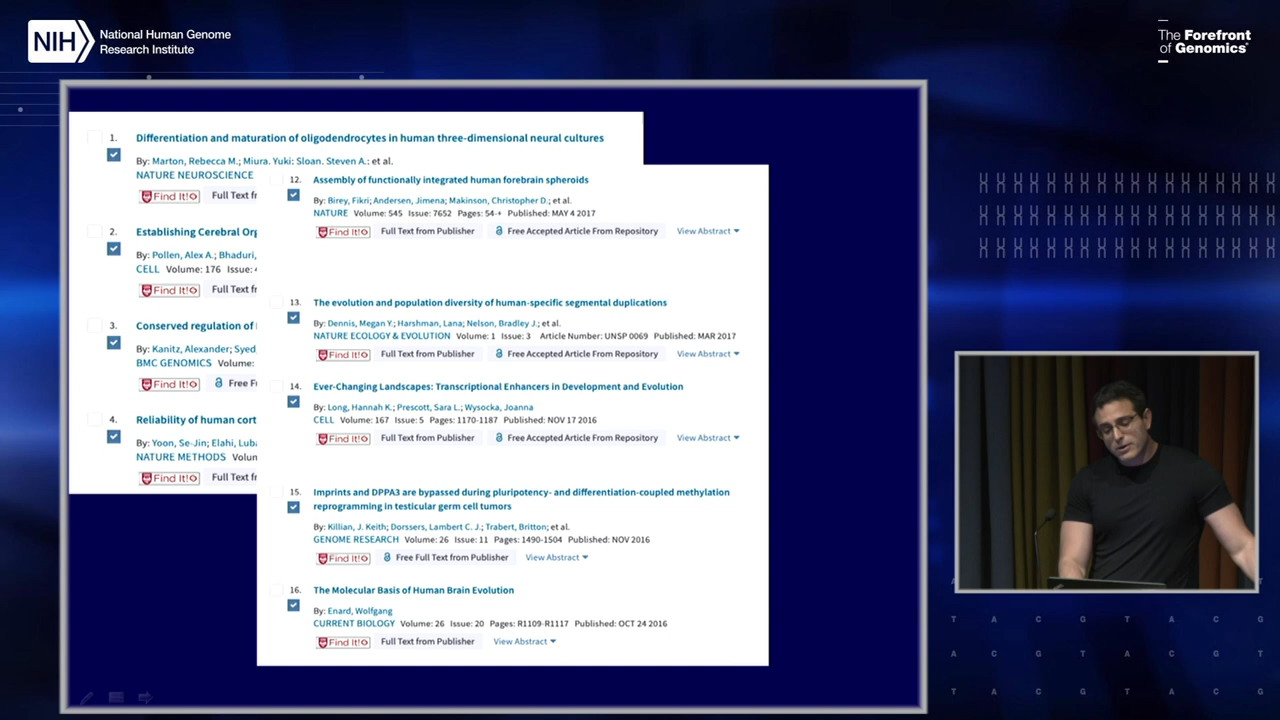 NIH
National Human Genome
Research Institute
The Forefront
of Genomics®
1. Differentiation and maturation of oligodendrocytes in human three-dimensional neural cultures
By: Marton, Rebecca M.; Miura, Yuki; Sloan, Steven A.; et al.
NATURE NEUROSCIENCE
Find It!
Full Text fr
2. Establishing Cerebral Org
By: Pollen, Alex A.; Bhaduri,
CELL Volume: 176 Issue:
Find It!
Full Text fr
3. Conserved regulation of
By: Kanitz, Alexander; Syed,
BMC GENOMICS Volume:
Find It!
Free F
4. Reliability of human cort
By: Yoon, Se-Jin; Elahi, Luba
NATURE METHODS Volum
Find It!
Full Text fr
12. Assembly of functionally integrated human forebrain spheroids
By: Birey, Fikri; Andersen, Jimena; Makinson, Christopher D.; et al.
NATURE Volume: 545 Issue: 7652 Pages: 54-+ Published: MAY 4 2017
Find It! Full Text from Publisher Free Accepted Article From Repository View Abstract
13. The evolution and population diversity of human-specific segmental duplications
By: Dennis, Megan Y.; Harshman, Lana; Nelson, Bradley J.; et al.
NATURE ECOLOGY & EVOLUTION Volume: 1 Issue: 3 Article Number: UNSP 0069 Published: MAR 2017
Find It! Full Text from Publisher Free Accepted Article From Repository View Abstract
14. Ever-Changing Landscapes: Transcriptional Enhancers in Development and Evolution
By: Long, Hannah K.; Prescott, Sara L.; Wysocka, Joanna
CELL Volume: 167 Issue: 5 Pages: 1170-1187 Published: NOV 17 2016
Find It! Full Text from Publisher Free Accepted Article From Repository View Abstract
15. Imprints and DPPA3 are bypassed during pluripotency- and differentiation-coupled methylation
reprogramming in testicular germ cell tumors
By: Killian, J. Keith; Dorssers, Lambert C. J.; Trabert, Britton; et al.
GENOME RESEARCH Volume: 26 Issue: 11 Pages: 1490-1504 Published: NOV 2016
Find It! Free Full Text from Publisher View Abstract
16. The Molecular Basis of Human Brain Evolution
By: Enard, Wolfgang
CURRENT BIOLOGY Volume: 26 Issue: 20 Pages: R1109-R1117 Published: OCT 24 2016
Find It! Full Text from Publisher View Abstract
T A C G T A C G
A C G T A C G T
T A C G T A C G